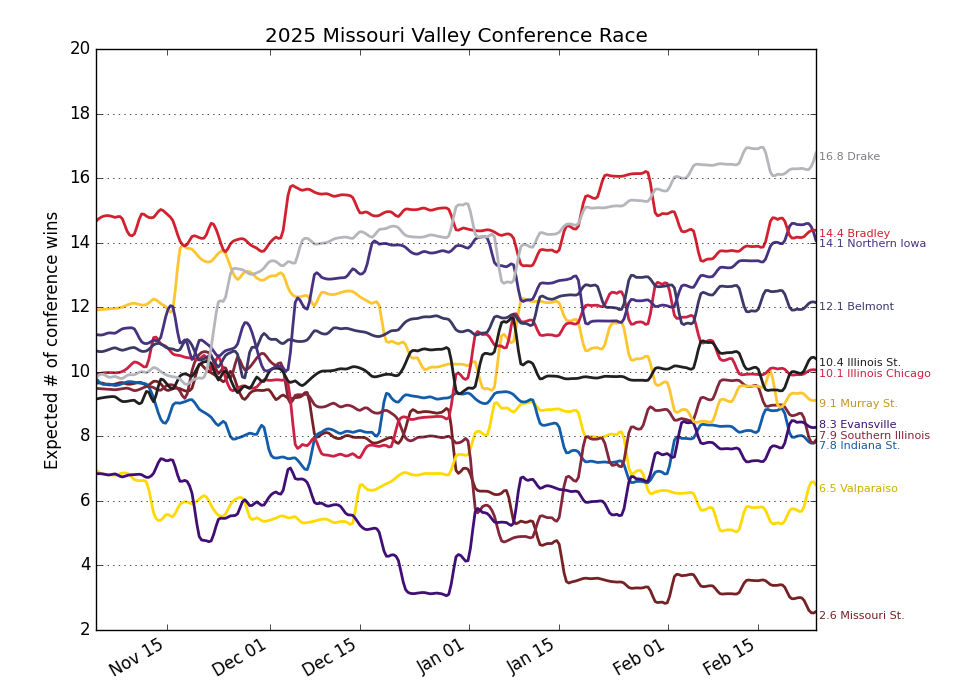 2025 Missouri Valley Conference Race
Expected # of conference wins
20
18
16
14
12
10
8
6
4
2
16.8 Drake
14.4 Bradley
14.1 Northern Iowa
12.1 Belmont
10.4 Illinois St.
10.1 Illinois Chicago
9.1 Murray St.
8.3 Evansville
7.9 Southern Illinois
7.8 Indiana St.
6.5 Valparaiso
2.6 Missouri St.
Nov 15
Dec 01
Dec 15
Jan 01
Jan 15
Feb 01
Feb 15